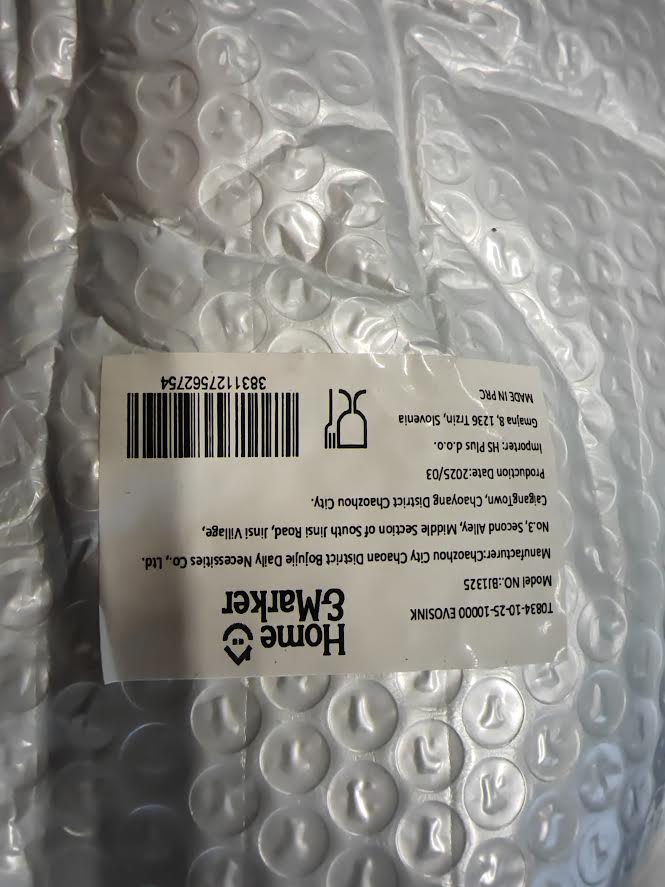 Home
&Marker
T0834-10-25-10000 EVOSINK
Model NO.:BJ1325
Manufacturer:Chaozhou City Chaoan District Bojujie Daily Necessities Co., Ltd.
No.3, Second Alley, Middle Section of South Jinsi Road, Jinsi Village,
CaigangTown, Chaoyang District Chaozhou City.
Production Date:2025/03
Importer: HS Plus d.o.o.
Gmajna 8, 1236 Trzin, Slovenia
MADE IN PRC
3831127562754